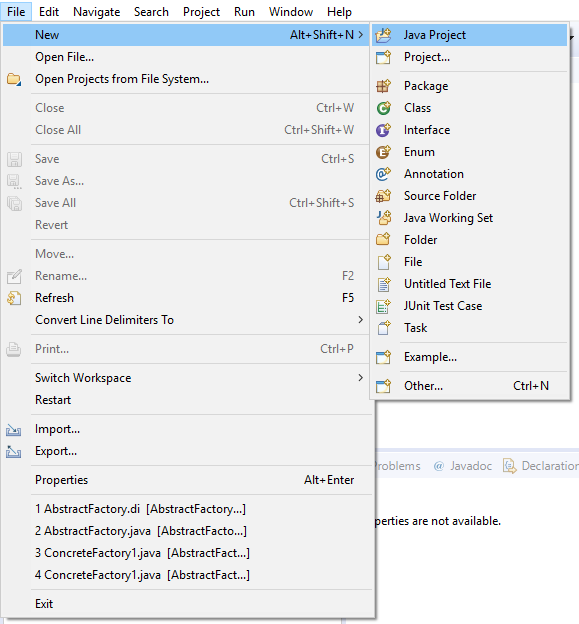 File Edit Navigate Search Project Run Window Help
New Alt+Shift+N >
Open File...
Open Projects from File System...
Close Ctrl+W
Close All Ctrl+Shift+W
Save Ctrl+S
Save As...
Save All Ctrl+Shift+S
Revert
Move...
Rename... F2
Refresh F5
Convert Line Delimiters To >
Print... Ctrl+P
Switch Workspace >
Restart
Import...
Export...
Properties Alt+Enter
1 AbstractFactory.di [AbstractFactory...]
2 AbstractFactory.java [AbstractFacto...]
3 ConcreteFactory1.java [AbstractFact...]
4 ConcreteFactory1.java [AbstractFact...]
Exit
Java Project
Project...
Package
Class
Interface
Enum
Annotation
Source Folder
Java Working Set
Folder
File
Untitled Text File
JUnit Test Case
Task
Example...
Other... Ctrl+N
roblems @ Javadoc Declaration
perties are not available.